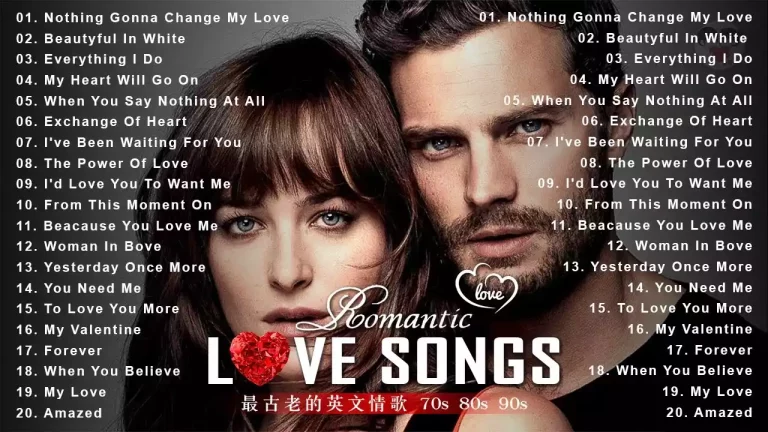 01. Nothing Gonna Change My Love
02. Beautyful In White
03. Everything I Do
04. My Heart Will Go On
05. When You Say Nothing At All
06. Exchange Of Heart
07. I've Been Waiting For You
08. The Power Of Love
09. I'd Love You To Want Me
10. From This Moment On
11. Beacause You Love Me
12. Woman In Bove
13. Yesterday Once More
14. You Need Me
15. To Love You More
16. My Valentine
17. Forever
18. When You Believe
19. My Love
20. Amazed
01. Nothing Gonna Change My Love
02. Beautyful In White
03. Everything I Do
04. My Heart Will Go On
05. When You Say Nothing At All
06. Exchange Of Heart
07. I've Been Waiting For You
08. The Power Of Love
09. I'd Love You To Want Me
10. From This Moment On
11. Beacause You Love Me
12. Woman In Bove
13. Yesterday Once More
14. You Need Me
15. To Love You More
16. My Valentine
17. Forever
18. When You Believe
19. My Love
20. Amazed
love
Romantic
LOVE SONGS
最古老的英文情歌 70s 80s 90s